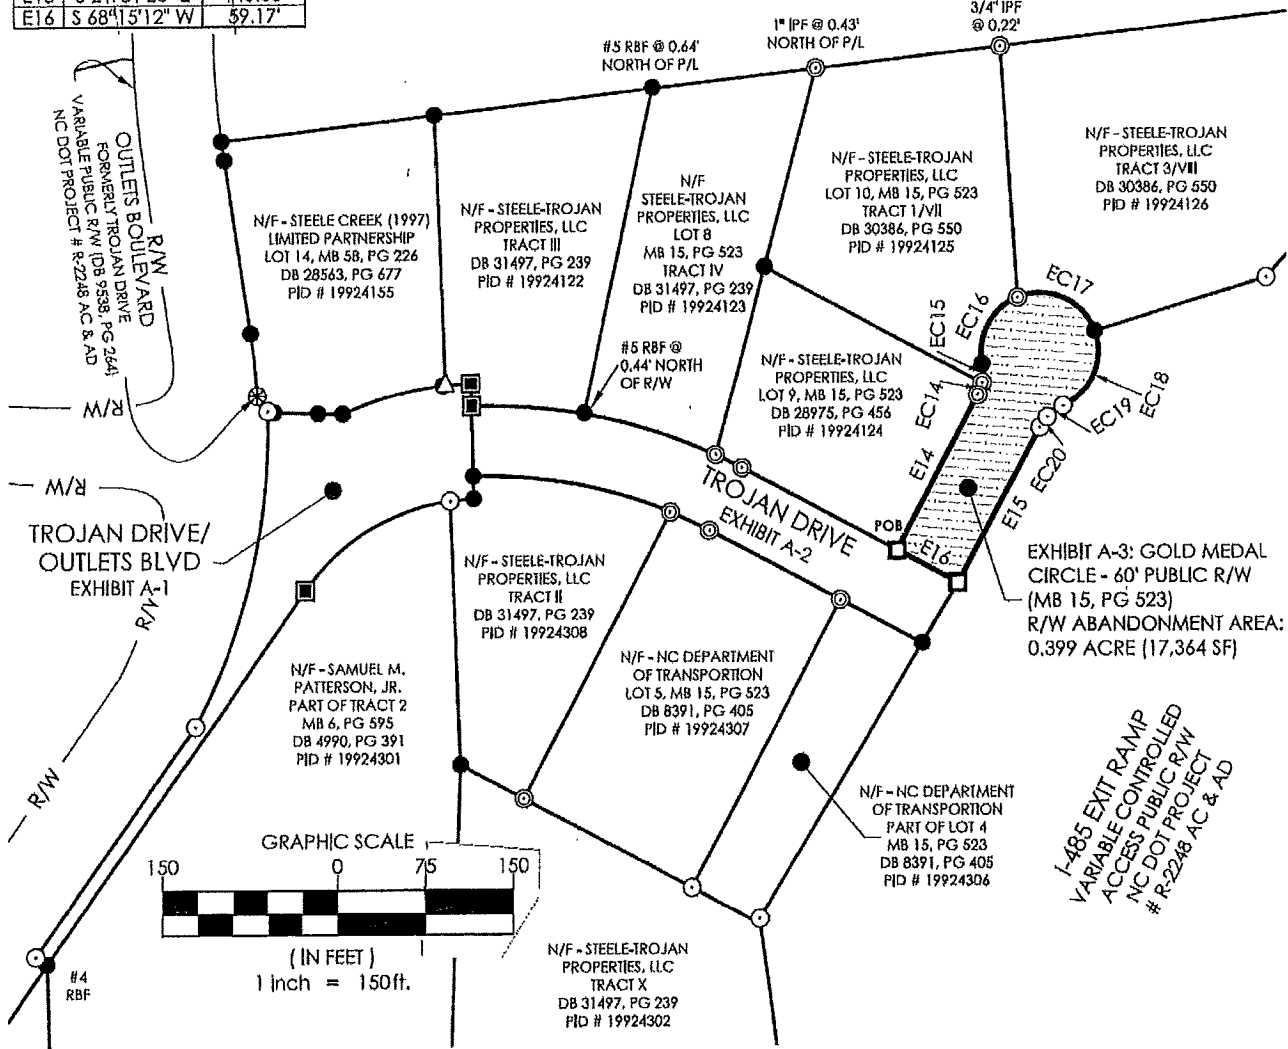 E16 S 68°15'12" W 59.17'
3/4" IPF
@ 0.22'
1" IPF @ 0.43'
NORTH OF P/L
#5 RBF @ 0.64'
NORTH OF P/L
R/W
OUTLETS BOULEVARD
FORMERLY TROJAN DRIVE
VARIABLE PUBLIC R/W (DB 9538, PG 264)
NC DOT PROJECT # R-2248 AC & AD
N/F - STEELE CREEK (1997)
LIMITED PARTNERSHIP
LOT 14, MB 58, PG 226
DB 28563, PG 677
PID # 19924155
N/F - STEELE-TROJAN
PROPERTIES, LLC
TRACT III
DB 31497, PG 239
PID # 19924122
N/F
STEELE-TROJAN
PROPERTIES, LLC
LOT 8
MB 15, PG 523
TRACT IV
DB 31497, PG 239
PID # 19924123
N/F - STEELE-TROJAN
PROPERTIES, LLC
LOT 10, MB 15, PG 523
TRACT 1/VII
DB 30386, PG 550
PID # 19924125
N/F - STEELE-TROJAN
PROPERTIES, LLC
TRACT 3/VIII
DB 30386, PG 550
PID # 19924126
#5 RBF @
0.44' NORTH
OF R/W
N/F - STEELE-TROJAN
PROPERTIES, LLC
LOT 9, MB 15, PG 523
DB 28975, PG 456
PID # 19924124
EC14
EC15
EC16
EC17
EC18
EC19
EC20
E14
E15
E16
POB
R/W
R/W
TROJAN DRIVE/
OUTLETS BLVD
EXHIBIT A-1
R/W
R/W
TROJAN DRIVE
EXHIBIT A-2
EXHIBIT A-3: GOLD MEDAL
CIRCLE - 60' PUBLIC R/W
(MB 15, PG 523)
R/W ABANDONMENT AREA:
0.399 ACRE (17,364 SF)
N/F - STEELE-TROJAN
PROPERTIES, LLC
TRACT II
DB 31497, PG 239
PID # 19924308
N/F - SAMUEL M.
PATTERSON, JR.
PART OF TRACT 2
MB 6, PG 595
DB 4990, PG 391
PID # 19924301
N/F - NC DEPARTMENT
OF TRANSPORTION
LOT 5, MB 15, PG 523
DB 8391, PG 405
PID # 19924307
N/F - NC DEPARTMENT
OF TRANSPORTION
PART OF LOT 4
MB 15, PG 523
DB 8391, PG 405
PID # 19924306
I-485 EXIT RAMP
VARIABLE CONTROLLED
ACCESS PUBLIC R/W
NC DOT PROJECT
# R-2248 AC & AD
GRAPHIC SCALE
150 0 75 150
( IN FEET )
1 inch = 150 ft.
#4
RBF
N/F - STEELE-TROJAN
PROPERTIES, LLC
TRACT X
DB 31497, PG 239
PID # 19924302